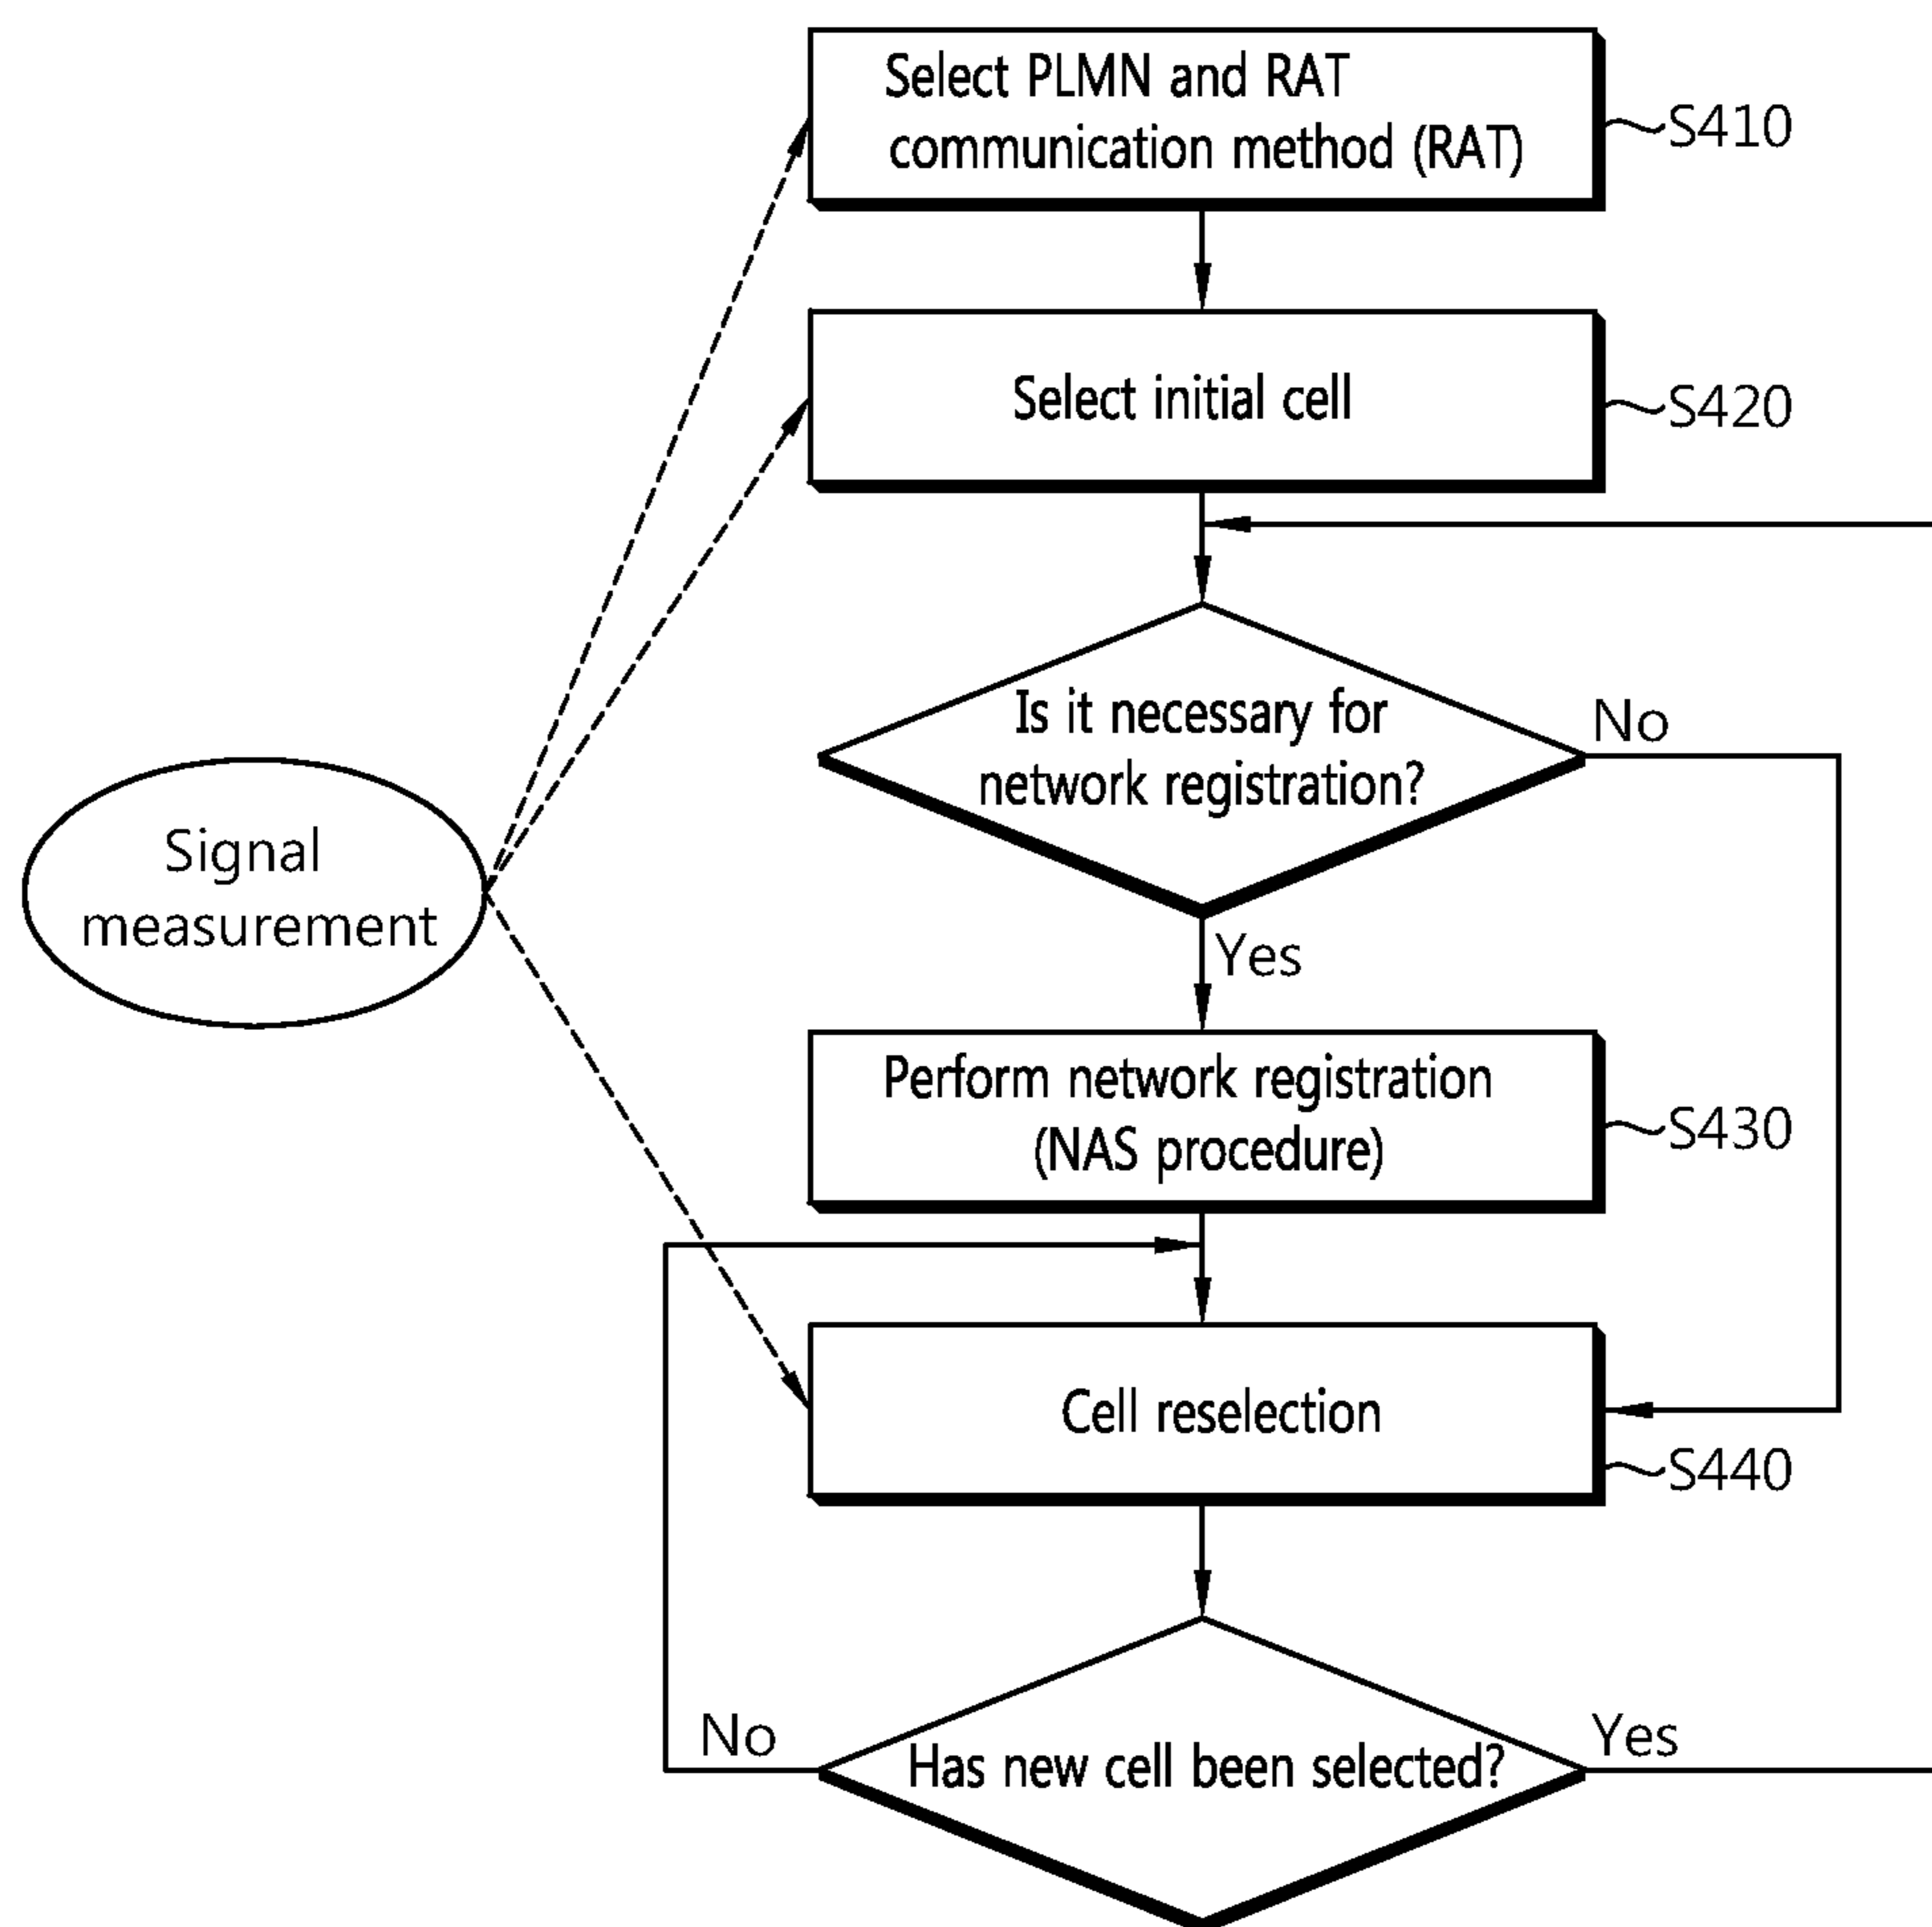 Select PLMN and RAT
communication method (RAT)
S410
Select initial cell
S420
Is it necessary for
network registration?
No
Signal
measurement
Yes
Perform network registration
(NAS procedure)
S430
Cell reselection
S440
No
Has new cell been selected?
Yes